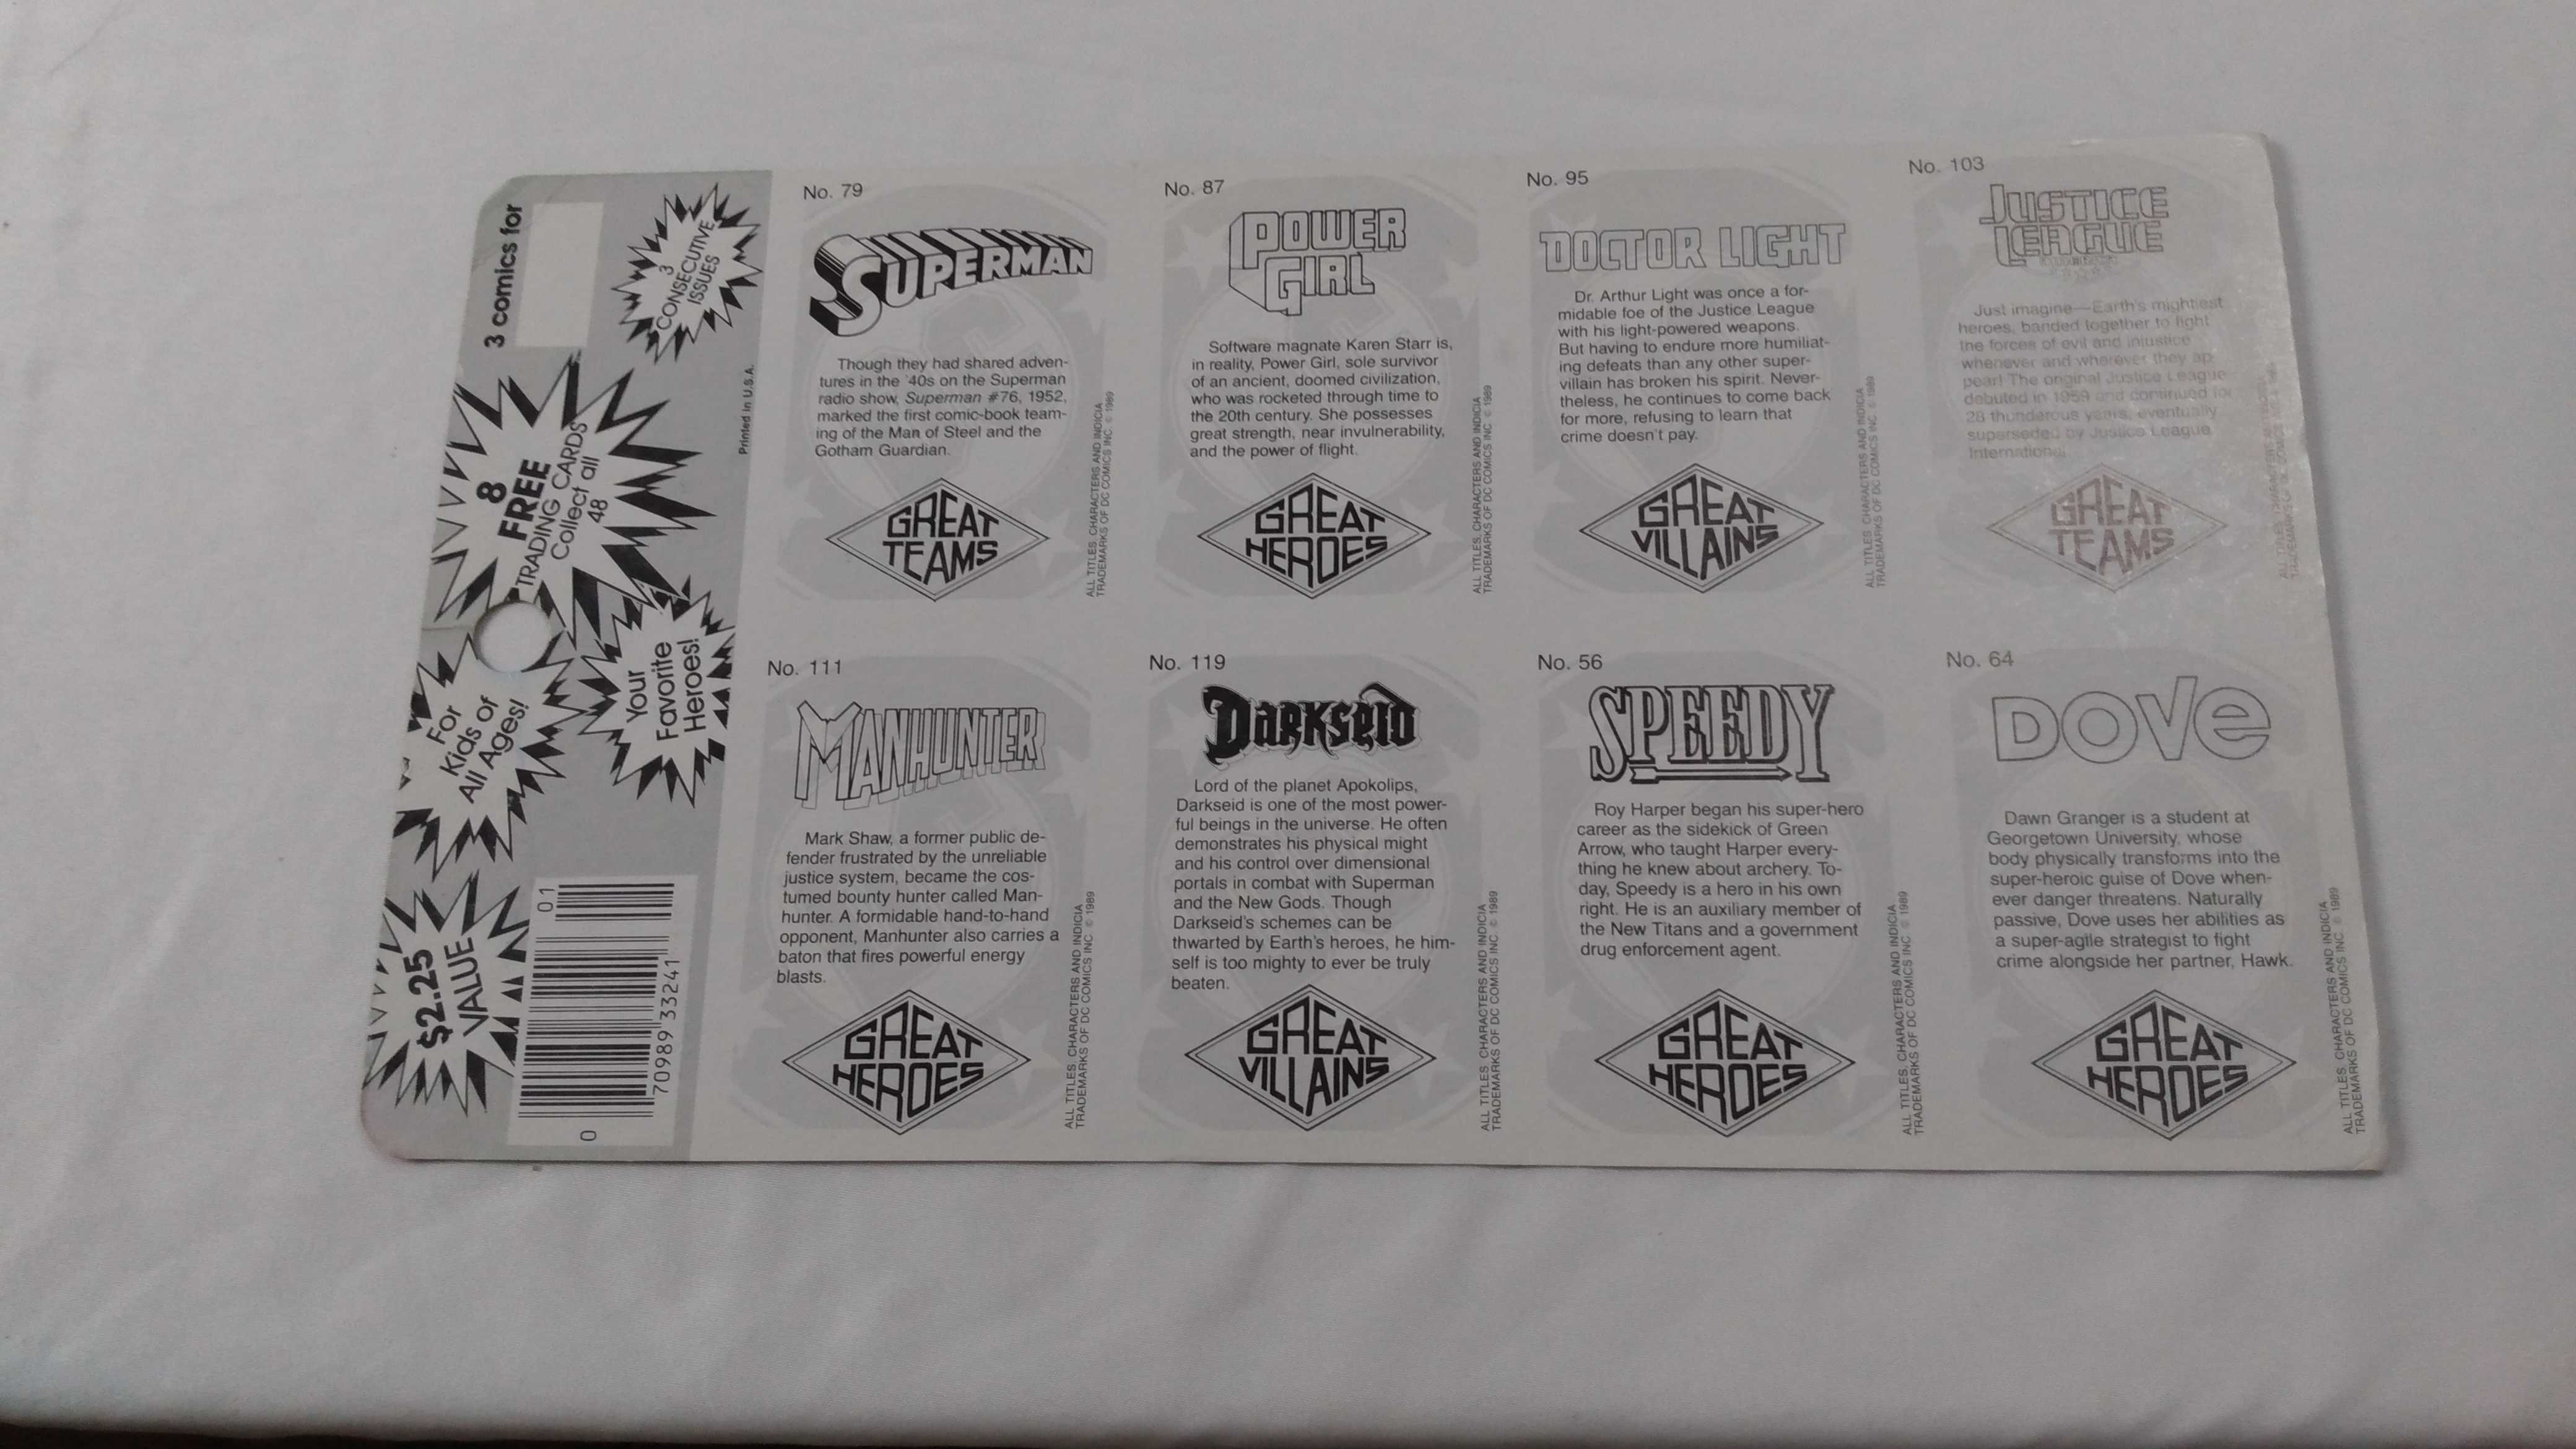 3 comics for
3
CONSECUTIVE
ISSUES
8
FREE
TRADING CARDS
Collect all
48
Printed in U.S.A.
For
Kids of
All Ages!
Your
Favorite
Heroes!
$2.25
VALUE
0 1
0
70989 33241
No. 79
SUPERMAN
Though they had shared adven-
tures in the '40s on the Superman
radio show, Superman #76, 1952,
marked the first comic-book team-
ing of the Man of Steel and the
Gotham Guardian.
GREAT
TEAMS
ALL TITLES, CHARACTERS AND INDICIA
TRADEMARKS OF DC COMICS INC. © 1989
No. 87
POWER
GIRL
Software magnate Karen Starr is,
in reality, Power Girl, sole survivor
of an ancient, doomed civilization,
who was rocketed through time to
the 20th century. She possesses
great strength, near invulnerability,
and the power of flight.
GREAT
HEROES
ALL TITLES, CHARACTERS AND INDICIA
TRADEMARKS OF DC COMICS INC. © 1989
No. 95
DOCTOR LIGHT
Dr. Arthur Light was once a for-
midable foe of the Justice League
with his light-powered weapons.
But having to endure more humiliat-
ing defeats than any other super-
villain has broken his spirit. Never-
theless, he continues to come back
for more, refusing to learn that
crime doesn't pay.
GREAT
VILLAINS
ALL TITLES, CHARACTERS AND INDICIA
TRADEMARKS OF DC COMICS INC. © 1989
No. 103
JUSTICE
LEAGUE
Just imagine—Earth's mightiest
heroes, banded together to fight
the forces of evil and injustice
whenever and wherever they ap-
pear! The original Justice League
debuted in 1959 and continued for
28 thunderous years, eventually
superseded by Justice League
International.
GREAT
TEAMS
No. 111
MANHUNTER
Mark Shaw, a former public de-
fender frustrated by the unreliable
justice system, became the cos-
tumed bounty hunter called Man-
hunter. A formidable hand-to-hand
opponent, Manhunter also carries a
baton that fires powerful energy
blasts.
GREAT
HEROES
ALL TITLES, CHARACTERS AND INDICIA
TRADEMARKS OF DC COMICS INC. © 1989
No. 119
DARKSEID
Lord of the planet Apokolips,
Darkseid is one of the most power-
ful beings in the universe. He often
demonstrates his physical might
and his control over dimensional
portals in combat with Superman
and the New Gods. Though
Darkseid's schemes can be
thwarted by Earth's heroes, he him-
self is too mighty to ever be truly
beaten.
GREAT
VILLAINS
ALL TITLES, CHARACTERS AND INDICIA
TRADEMARKS OF DC COMICS INC. © 1989
No. 56
SPEEDY
Roy Harper began his super-hero
career as the sidekick of Green
Arrow, who taught Harper every-
thing he knew about archery. To-
day, Speedy is a hero in his own
right. He is an auxiliary member of
the New Titans and a government
drug enforcement agent.
GREAT
HEROES
ALL TITLES, CHARACTERS AND INDICIA
TRADEMARKS OF DC COMICS INC. © 1989
No. 64
DOVe
Dawn Granger is a student at
Georgetown University, whose
body physically transforms into the
super-heroic guise of Dove when-
ever danger threatens. Naturally
passive, Dove uses her abilities as
a super-agile strategist to fight
crime alongside her partner, Hawk.
GREAT
HEROES
ALL TITLES, CHARACTERS AND INDICIA
TRADEMARKS OF DC COMICS INC. © 1989